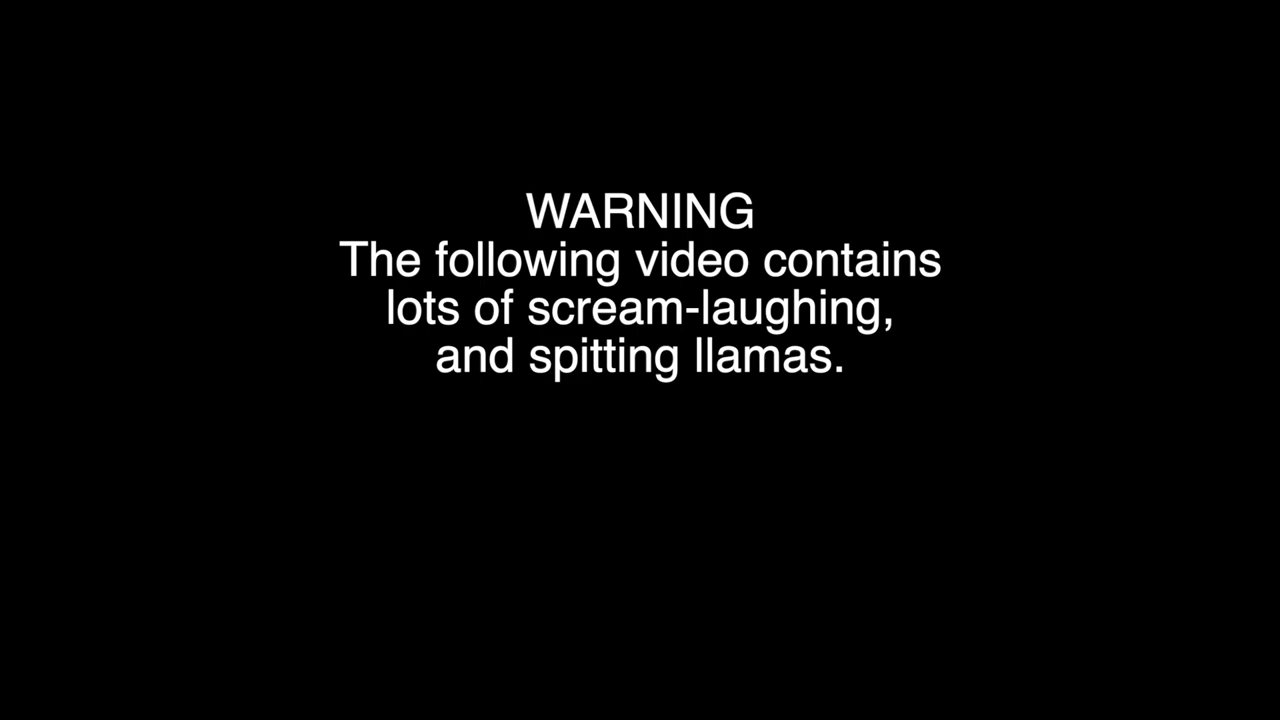 WARNING
The following video contains
lots of scream-laughing,
and spitting llamas.